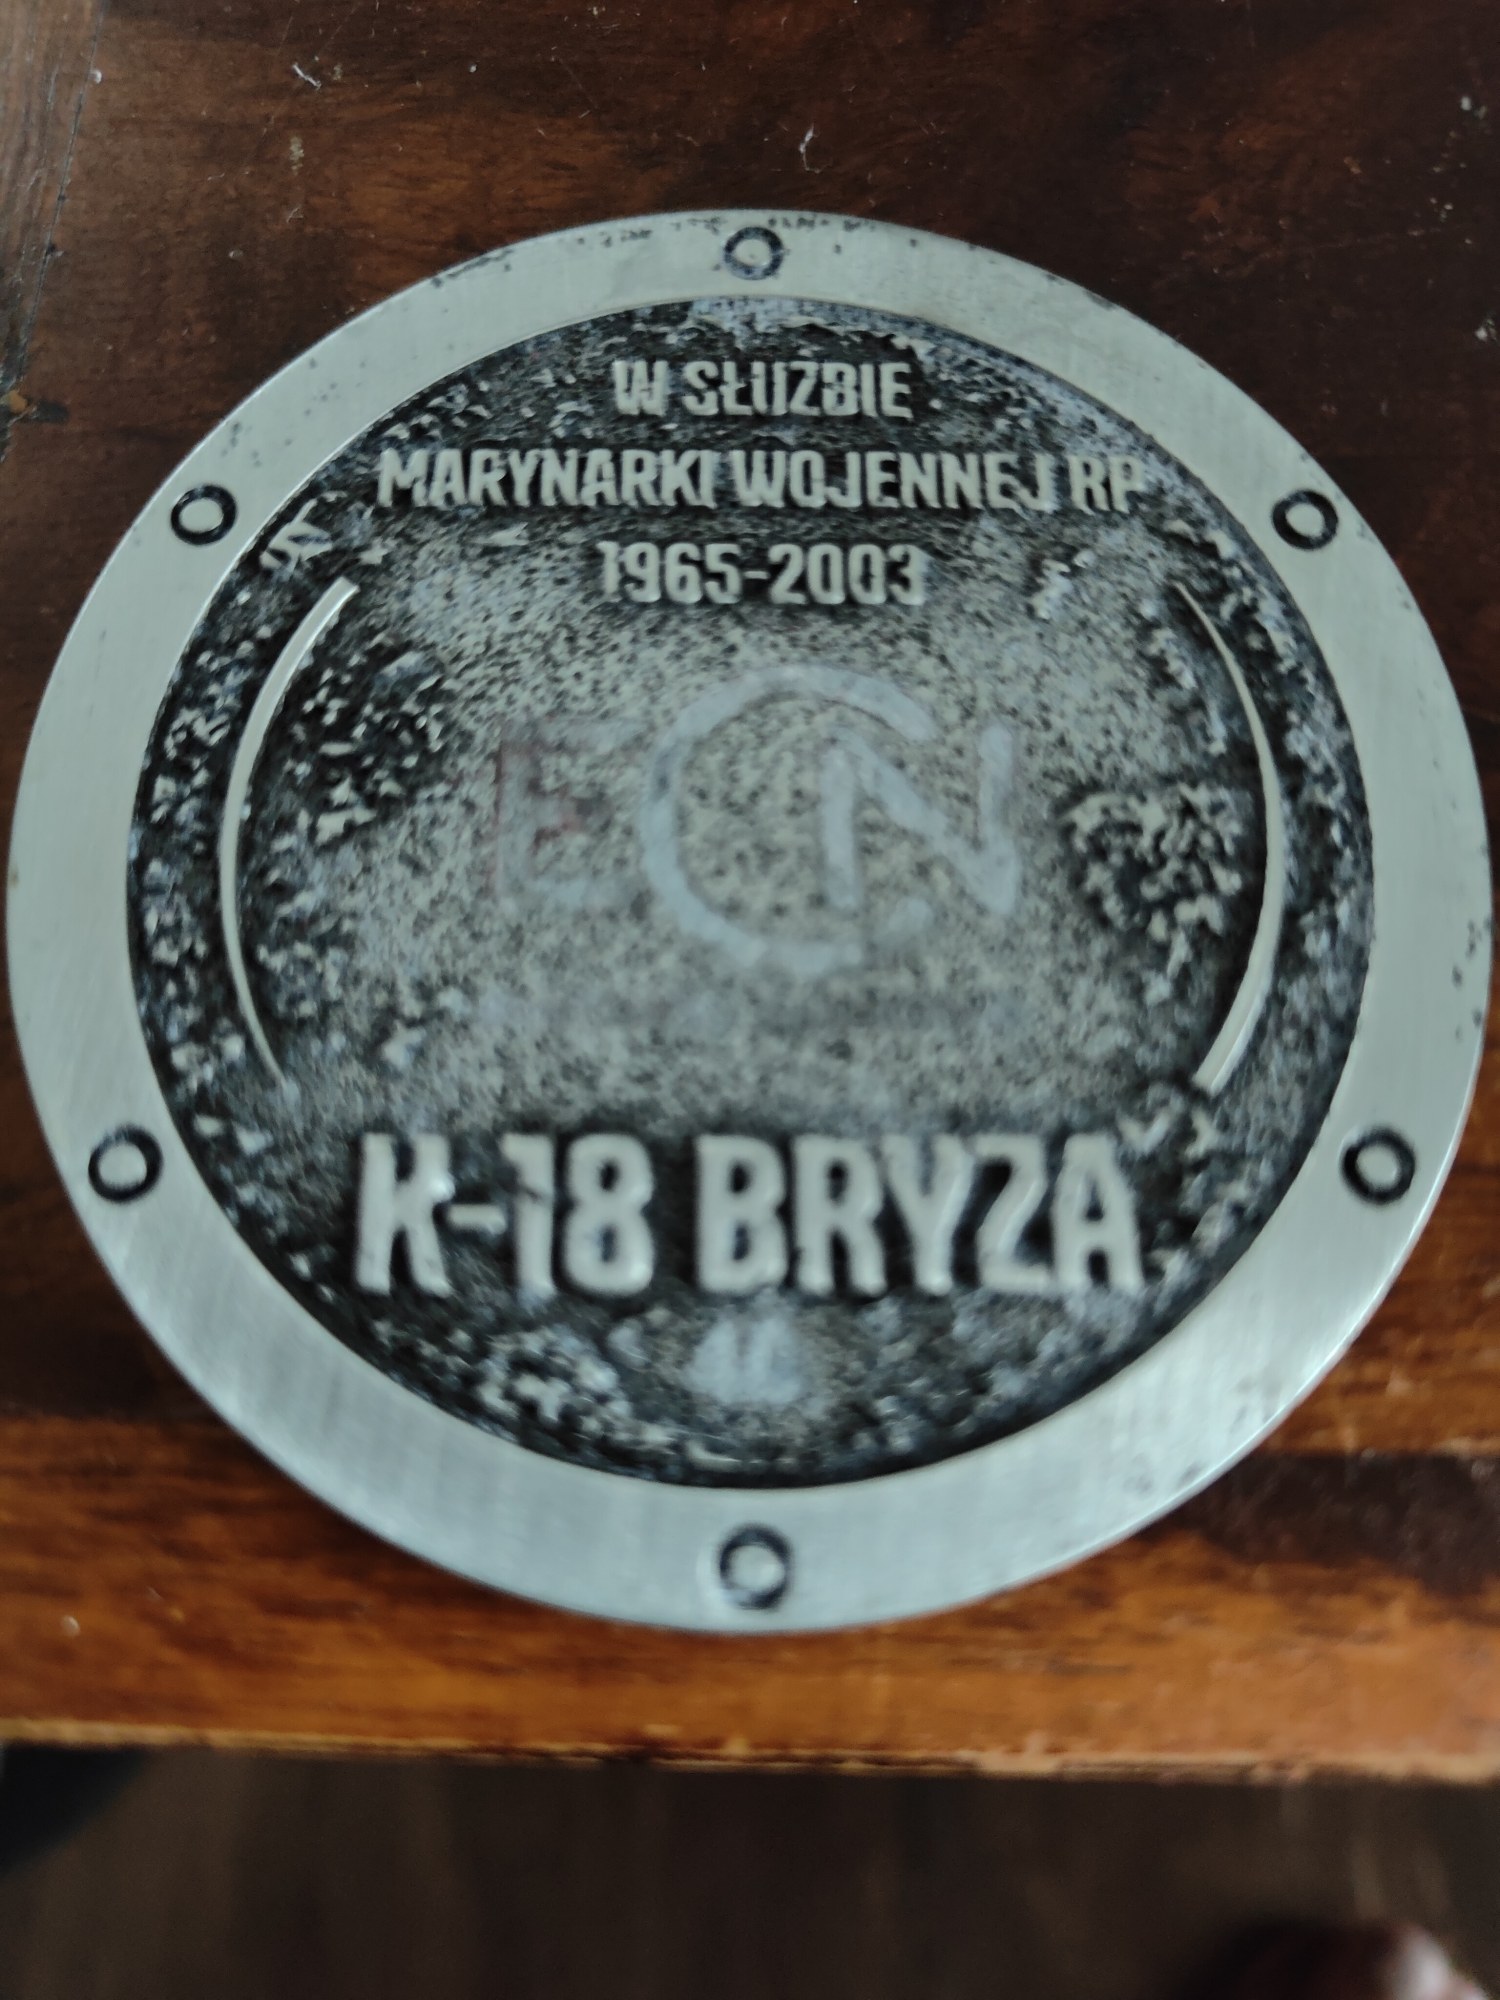 W SŁUŻBIE
MARYNARKI WOJENNEJ RP
1965-2003
K-18 BRYZA